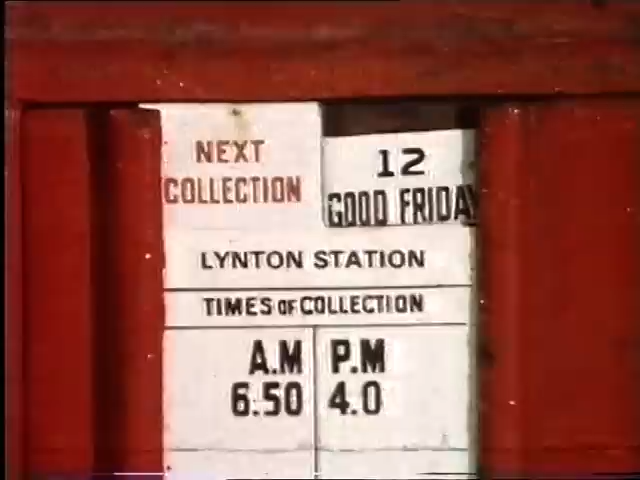 NEXT
COLLECTION
12
GOOD FRIDAY
LYNTON STATION
TIMES OF COLLECTION
A.M P.M
6.50 4.0